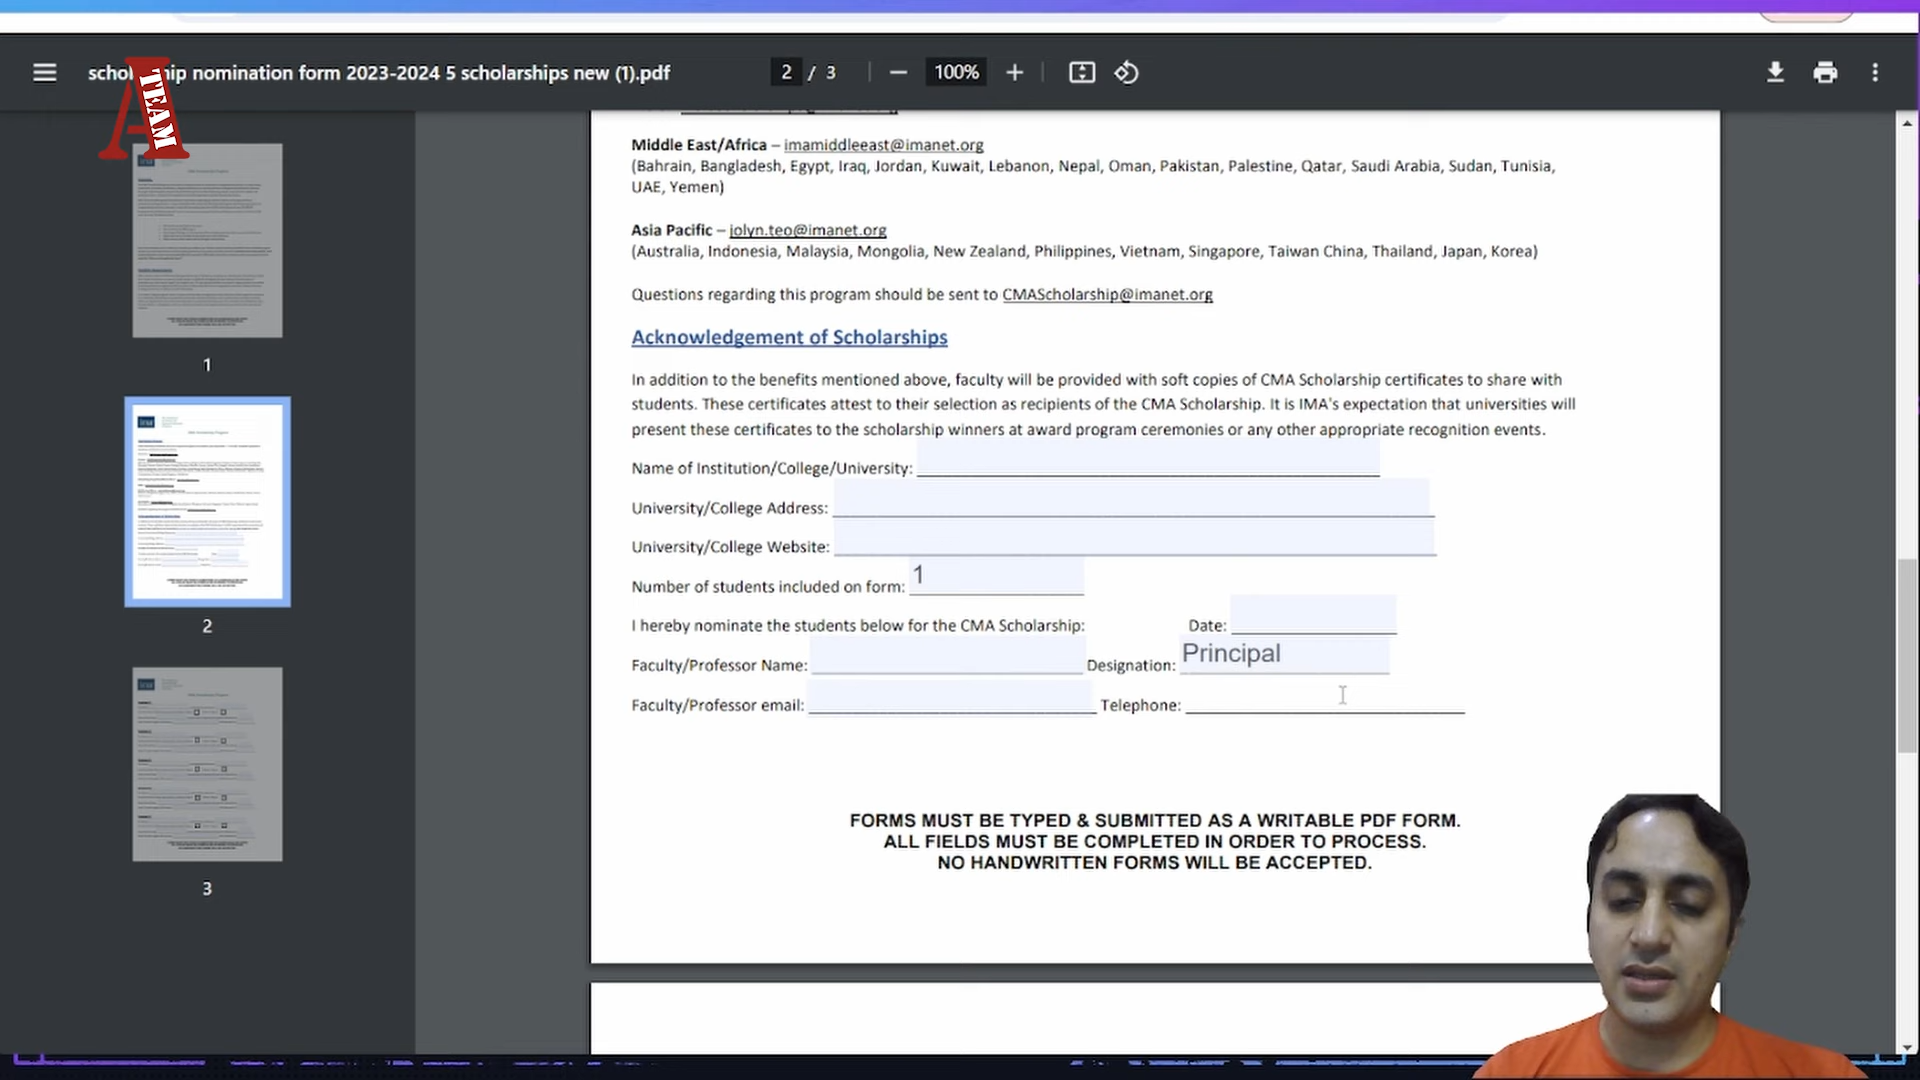 scholarship nomination form 2023-2024 5 scholarships new (1).pdf
2 / 3
100%
A TEAM
1
2
3
Middle East/Africa – imamiddleeast@imanet.org
(Bahrain, Bangladesh, Egypt, Iraq, Jordan, Kuwait, Lebanon, Nepal, Oman, Pakistan, Palestine, Qatar, Saudi Arabia, Sudan, Tunisia,
UAE, Yemen)
Asia Pacific – jolyn.teo@imanet.org
(Australia, Indonesia, Malaysia, Mongolia, New Zealand, Philippines, Vietnam, Singapore, Taiwan China, Thailand, Japan, Korea)
Questions regarding this program should be sent to CMAScholarship@imanet.org
Acknowledgement of Scholarships
In addition to the benefits mentioned above, faculty will be provided with soft copies of CMA Scholarship certificates to share with
students. These certificates attest to their selection as recipients of the CMA Scholarship. It is IMA's expectation that universities will
present these certificates to the scholarship winners at award program ceremonies or any other appropriate recognition events.
Name of Institution/College/University:
University/College Address:
University/College Website:
Number of students included on form: 1
I hereby nominate the students below for the CMA Scholarship: Date:
Faculty/Professor Name: Designation: Principal
Faculty/Professor email: Telephone:
FORMS MUST BE TYPED & SUBMITTED AS A WRITABLE PDF FORM.
ALL FIELDS MUST BE COMPLETED IN ORDER TO PROCESS.
NO HANDWRITTEN FORMS WILL BE ACCEPTED.